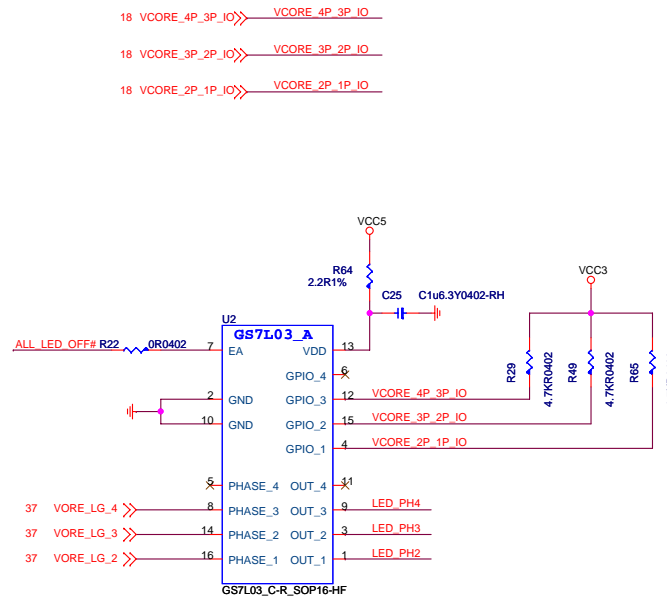 18 VCORE_4P_3P_IO VCORE_4P_3P_IO
18 VCORE_3P_2P_IO VCORE_3P_2P_IO
18 VCORE_2P_1P_IO VCORE_2P_1P_IO
VCC5
R64
2.2R1%
VCC3
C25 C1u6.3Y0402-RH
U2
GS7L03_A
ALL_LED_OFF# R22 0R0402 7 EA VDD 13
R29 4.7KR0402 R49 4.7KR0402 R65
GPIO_4 6
2 GND GPIO_3 12 VCORE_4P_3P_IO
10 GND GPIO_2 15 VCORE_3P_2P_IO
GPIO_1 4 VCORE_2P_1P_IO
5 PHASE_4 OUT_4 11
37 VORE_LG_4 8 PHASE_3 OUT_3 9 LED_PH4
37 VORE_LG_3 14 PHASE_2 OUT_2 3 LED_PH3
37 VORE_LG_2 16 PHASE_1 OUT_1 1 LED_PH2
GS7L03_C-R_SOP16-HF